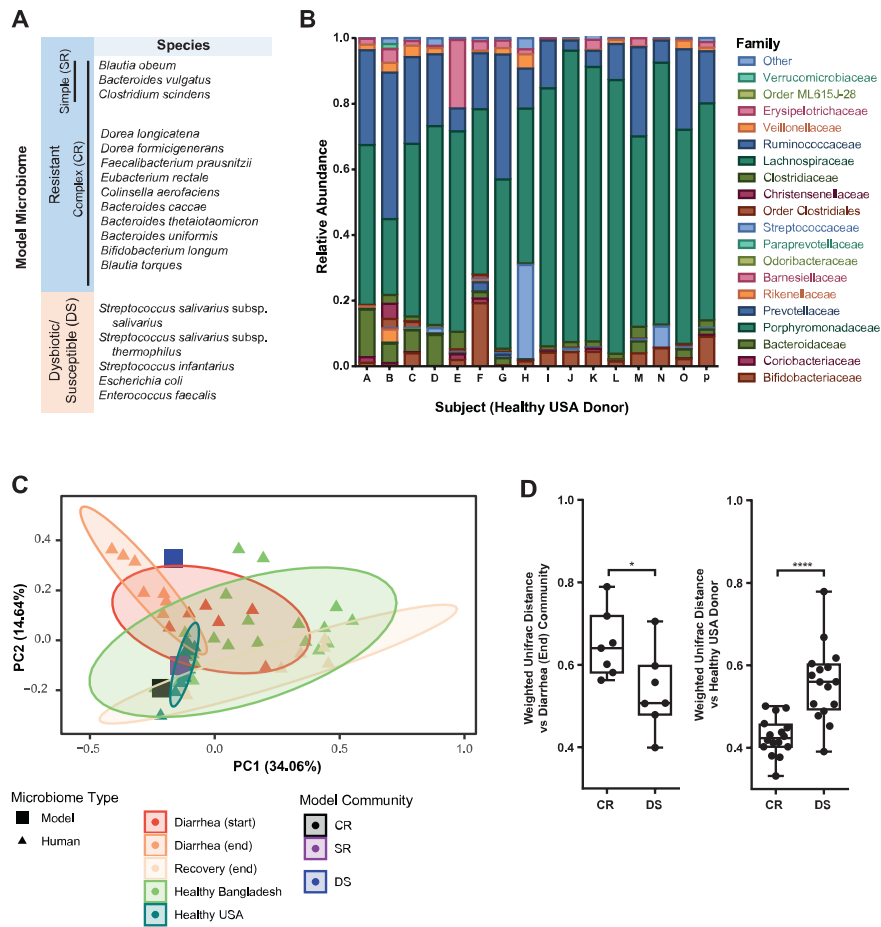 A
Species
Model Microbiome
Resistant
Simple (SR)
Complex (CR)
Blautia obeum
Bacteroides vulgatus
Clostridium scindens
Dorea longicatena
Dorea formicigenerans
Faecalibacterium prausnitzii
Eubacterium rectale
Colinsella aerofaciens
Bacteroides caccae
Bacteroides thetaiotaomicron
Bacteroides uniformis
Bifidobacterium longum
Blautia torques
Dysbiotic/
Susceptible (DS)
Streptococcus salivarius subsp.
salivarius
Streptococcus salivarius subsp.
thermophilus
Streptococcus infantarius
Escherichia coli
Enterococcus faecalis
B
Relative Abundance
1.0
0.8
0.6
0.4
0.2
0.0
A B C D E F G H I J K L M N O P
Subject (Healthy USA Donor)
Family
Other
Verrucomicrobiaceae
Order ML615J-28
Erysipelotrichaceae
Veillonellaceae
Ruminococcaceae
Lachnospiraceae
Clostridiaceae
Christensenellaceae
Order Clostridiales
Streptococcaceae
Paraprevotellaceae
Odoribacteraceae
Barnesiellaceae
Rikenellaceae
Prevotellaceae
Porphyromonadaceae
Bacteroidaceae
Coriobacteriaceae
Bifidobacteriaceae
C
PC2 (14.64%)
0.4
0.2
0.0
−0.2
−0.5 0.0 0.5 1.0
PC1 (34.06%)
Microbiome Type
Model
Human
Diarrhea (start)
Diarrhea (end)
Recovery (end)
Healthy Bangladesh
Healthy USA
Model Community
CR
SR
DS
D
Weighted Unifrac Distance
vs Diarrhea (End) Community
1.0
0.8
0.6
0.4
*
CR DS
Weighted Unifrac Distance
vs Healthy USA Donor
1.0
0.8
0.6
0.4
****
CR DS